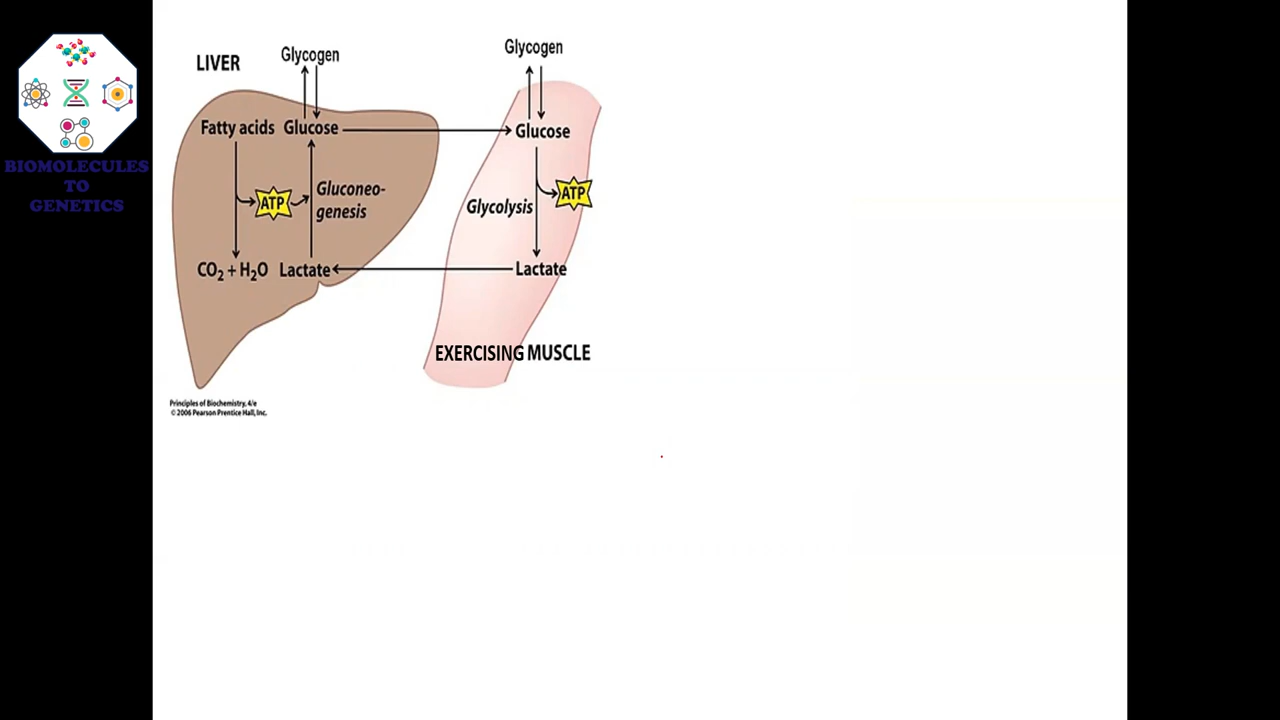 BIOMOLECULES
TO
GENETICS
LIVER
Glycogen
Glycogen
Fatty acids Glucose
Glucose
ATP
Gluconeo-
genesis
Glycolysis
ATP
CO₂ + H₂O Lactate
Lactate
EXERCISING MUSCLE
Principles of Biochemistry, 4/e
© 2006 Pearson Prentice Hall, Inc.